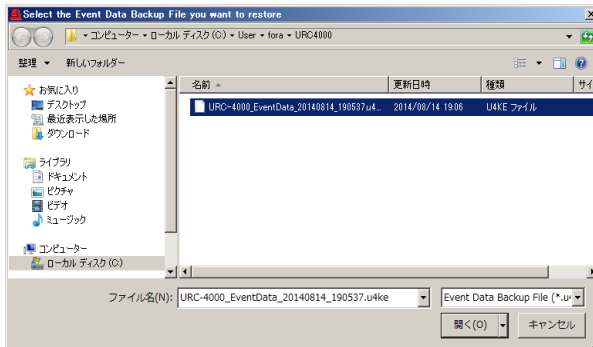 Select the Event Data Backup File you want to restore
コンピューター ローカル ディスク (C:) User fora URC4000
整理 新しいフォルダー
お気に入り
デスクトップ
最近表示した場所
ダウンロード
ライブラリ
ドキュメント
ピクチャ
ビデオ
ミュージック
コンピューター
ローカル ディスク (C:)
名前 更新日時 種類 サイ
URC-4000_EventData_20140814_190537.u4... 2014/08/14 19:06 U4KE ファイル
ファイル名(N): URC-4000_EventData_20140814_190537.u4ke Event Data Backup File (*.u4
開く(O) キャンセル